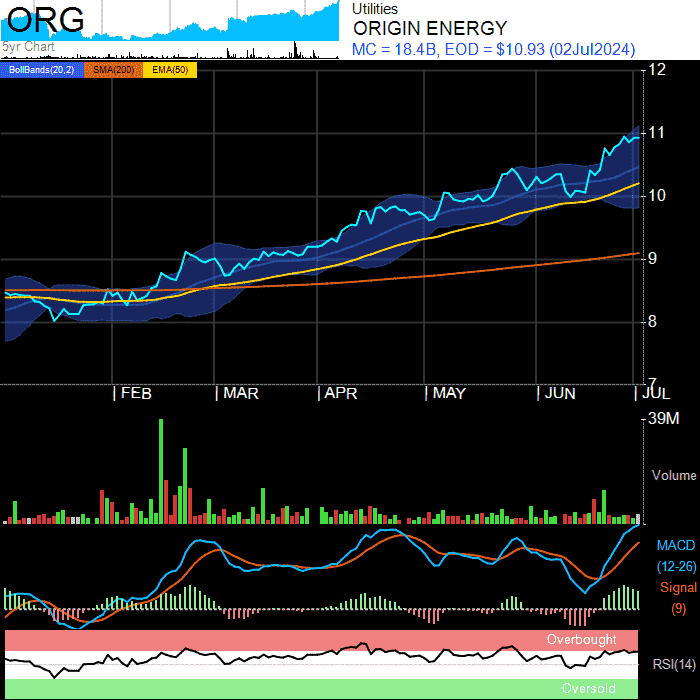 ORG
5yr Chart
Utilities
ORIGIN ENERGY
MC = 18.4B, EOD = $10.93 (02Jul2024)
BollBands(20,2) SMA(200) EMA(50)
12
11
10
9
8
7
FEB MAR APR MAY JUN JUL
39M
Volume
MACD
(12-26)
Signal
(9)
Overbought
RSI(14)
Oversold